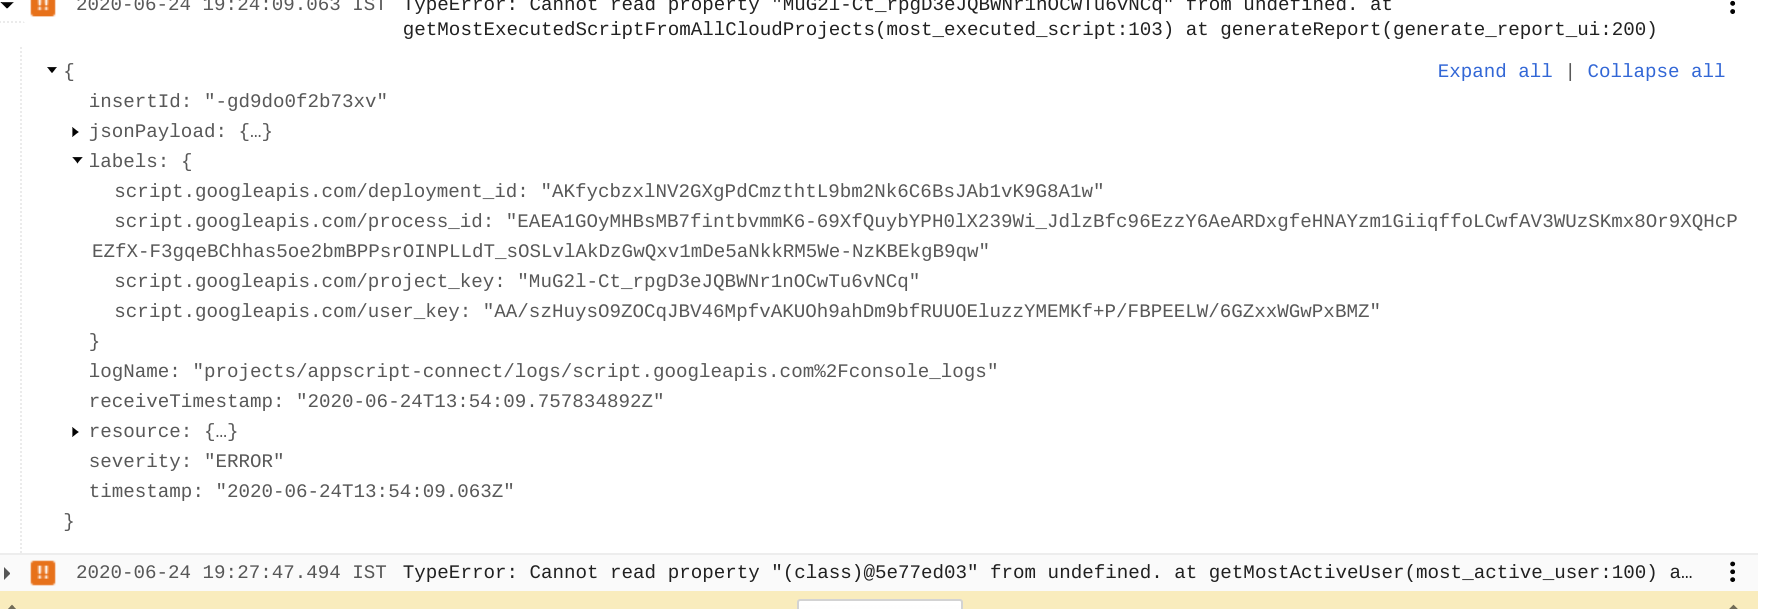 2020-06-24 19:24:09.063 IST TypeError: Cannot read property "MuG2l-Ct_rpgD3eJQBWNr1nOCwTu6vNCq" from undefined. at
getMostExecutedScriptFromAllCloudProjects(most_executed_script:103) at generateReport(generate_report_ui:200)
{ Expand all | Collapse all
insertId: "-gd9do0f2b73xv"
jsonPayload: {…}
labels: {
script.googleapis.com/deployment_id: "AKfycbzxlNV2GXgPdCmzthtL9bm2Nk6C6BsJAb1vK9G8A1w"
script.googleapis.com/process_id: "EAEA1GOyMHBsMB7fintbvmmK6-69XfQuybYPH0lX239Wi_JdlzBfc96EzzY6AeARDxgfeHNAYzm1GiiqffoLCwfAV3WUzSKmx8Or9XQHcP
EZfX-F3gqeBChhas5oe2bmBPPsrOINPLLdT_sOSLvlAkDzGwQxv1mDe5aNkkRM5We-NzKBEkgB9qw"
script.googleapis.com/project_key: "MuG2l-Ct_rpgD3eJQBWNr1nOCwTu6vNCq"
script.googleapis.com/user_key: "AA/szHuysO9ZOCqJBV46MpfvAKUOh9ahDm9bfRUUOEluzzYMEMKf+P/FBPEELW/6GZxxWGwPxBMZ"
}
logName: "projects/appscript-connect/logs/script.googleapis.com%2Fconsole_logs"
receiveTimestamp: "2020-06-24T13:54:09.757834892Z"
resource: {…}
severity: "ERROR"
timestamp: "2020-06-24T13:54:09.063Z"
}
2020-06-24 19:27:47.494 IST TypeError: Cannot read property "(class)@5e77ed03" from undefined. at getMostActiveUser(most_active_user:100) a…